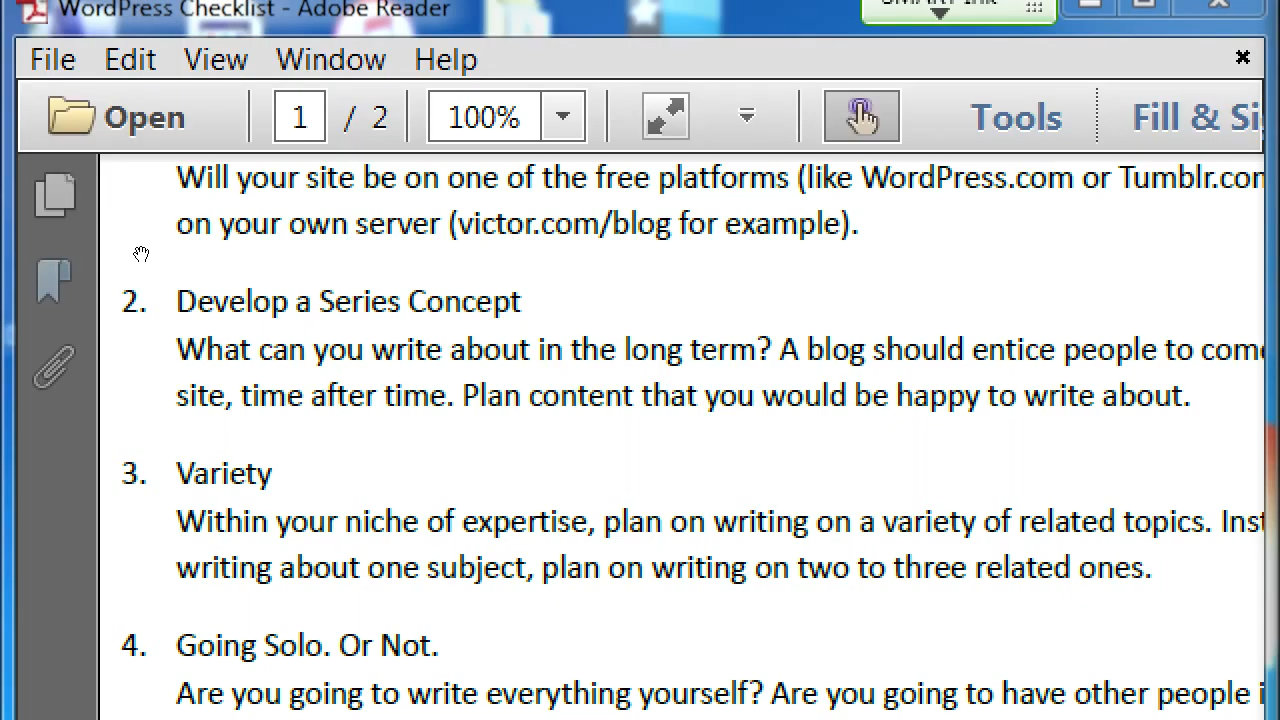 WordPress Checklist - Adobe Reader
File Edit View Window Help
Open 1 / 2 100% Tools Fill &
Will your site be on one of the free platforms (like WordPress.com or
on your own server (victor.com/blog for example).
2. Develop a Series Concept
What can you write about in the long term? A blog should entice people to
site, time after time. Plan content that you would be happy to write about.
3. Variety
Within your niche of expertise, plan on writing on a variety of related topics.
writing about one subject, plan on writing on two to three related ones.
4. Going Solo. Or Not.
Are you going to write everything yourself? Are you going to have other people